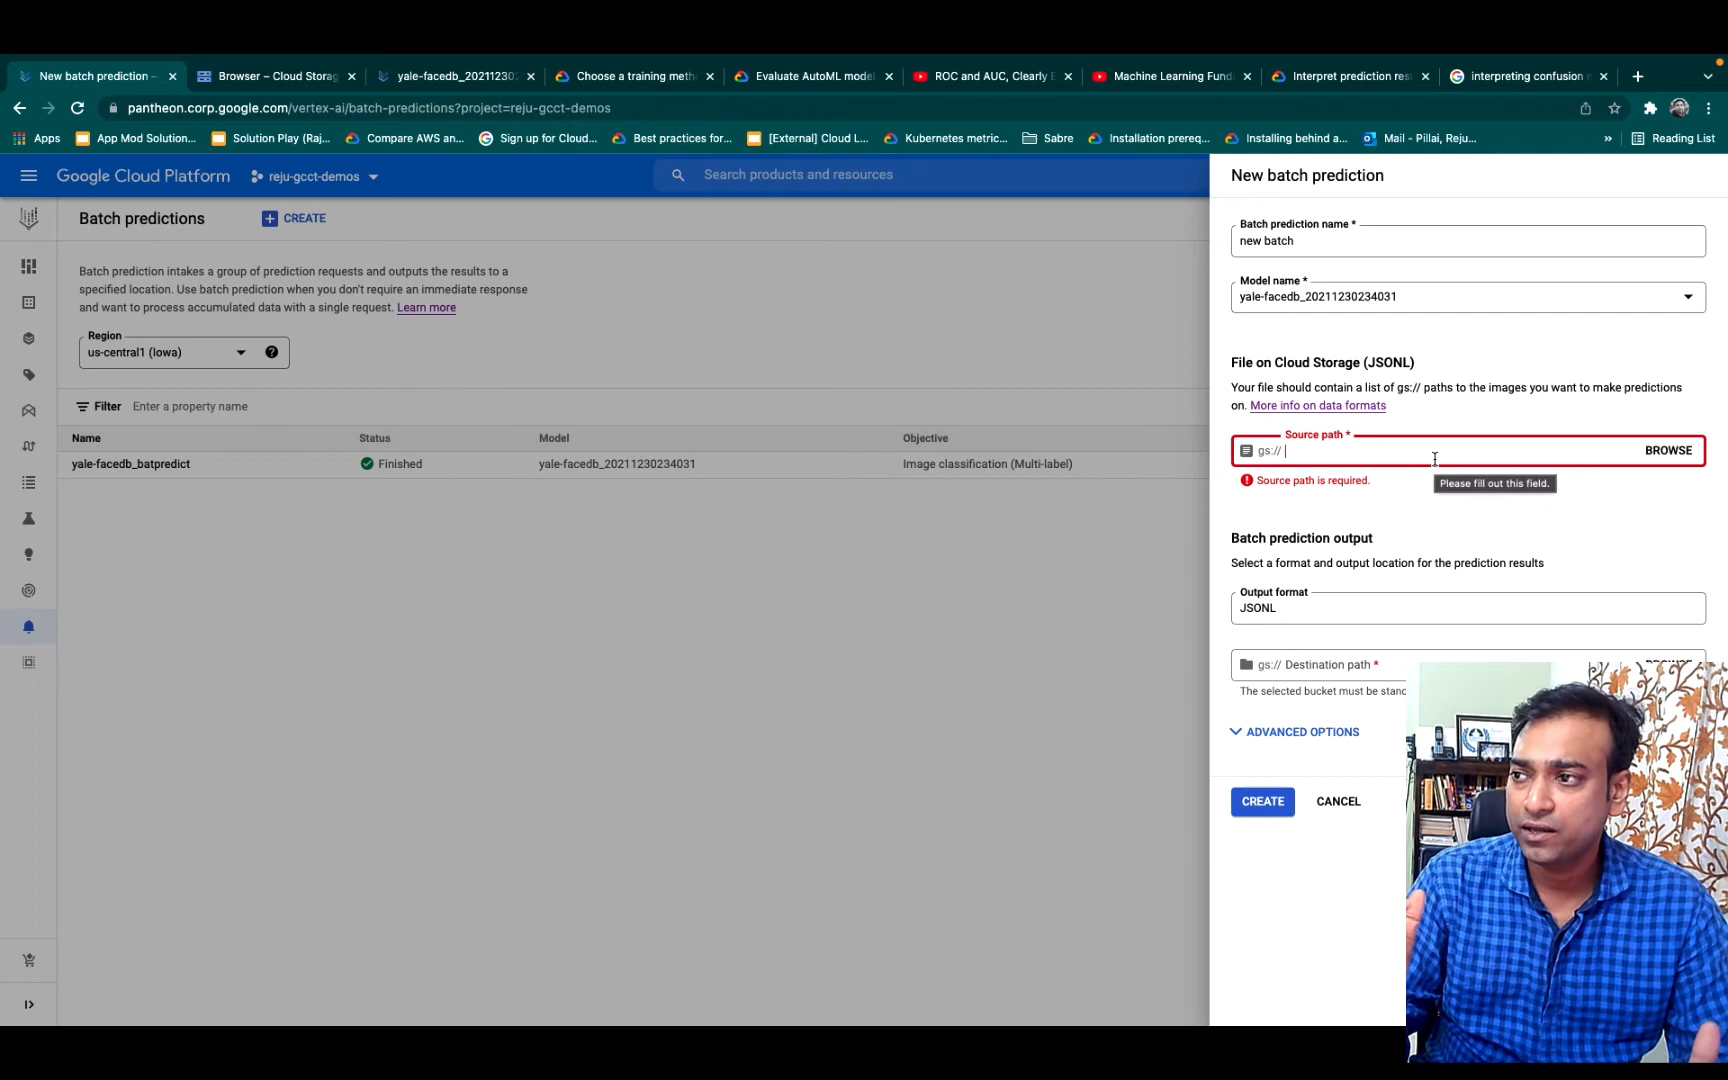 New batch prediction –
Browser – Cloud Storag
yale-facedb_2021123C
Choose a training meth
Evaluate AutoML model
ROC and AUC, Clearly E
Machine Learning Fund
Interpret prediction res
interpreting confusion
pantheon.corp.google.com/vertex-ai/batch-predictions?project=reju-gcct-demos
Apps
App Mod Solution...
Solution Play (Raj...
Compare AWS an...
Sign up for Cloud...
Best practices for...
[External] Cloud L...
Kubernetes metric...
Sabre
Installation prereq...
Installing behind a...
Mail - Pillai, Reju...
»
Reading List
Google Cloud Platform
reju-gcct-demos
Search products and resources
Batch predictions
CREATE
Batch prediction intakes a group of prediction requests and outputs the results to a
specified location. Use batch prediction when you don't require an immediate response
and want to process accumulated data with a single request. Learn more
Region
us-central1 (Iowa)
Filter Enter a property name
Name Status Model Objective
yale-facedb_batpredict Finished yale-facedb_20211230234031 Image classification (Multi-label)
New batch prediction
Batch prediction name *
new batch
Model name *
yale-facedb_20211230234031
File on Cloud Storage (JSONL)
Your file should contain a list of gs:// paths to the images you want to make predictions
on. More info on data formats
Source path *
gs://
BROWSE
Source path is required.
Please fill out this field.
Batch prediction output
Select a format and output location for the prediction results
Output format
JSONL
gs:// Destination path *
The selected bucket must be stand
ADVANCED OPTIONS
CREATE
CANCEL